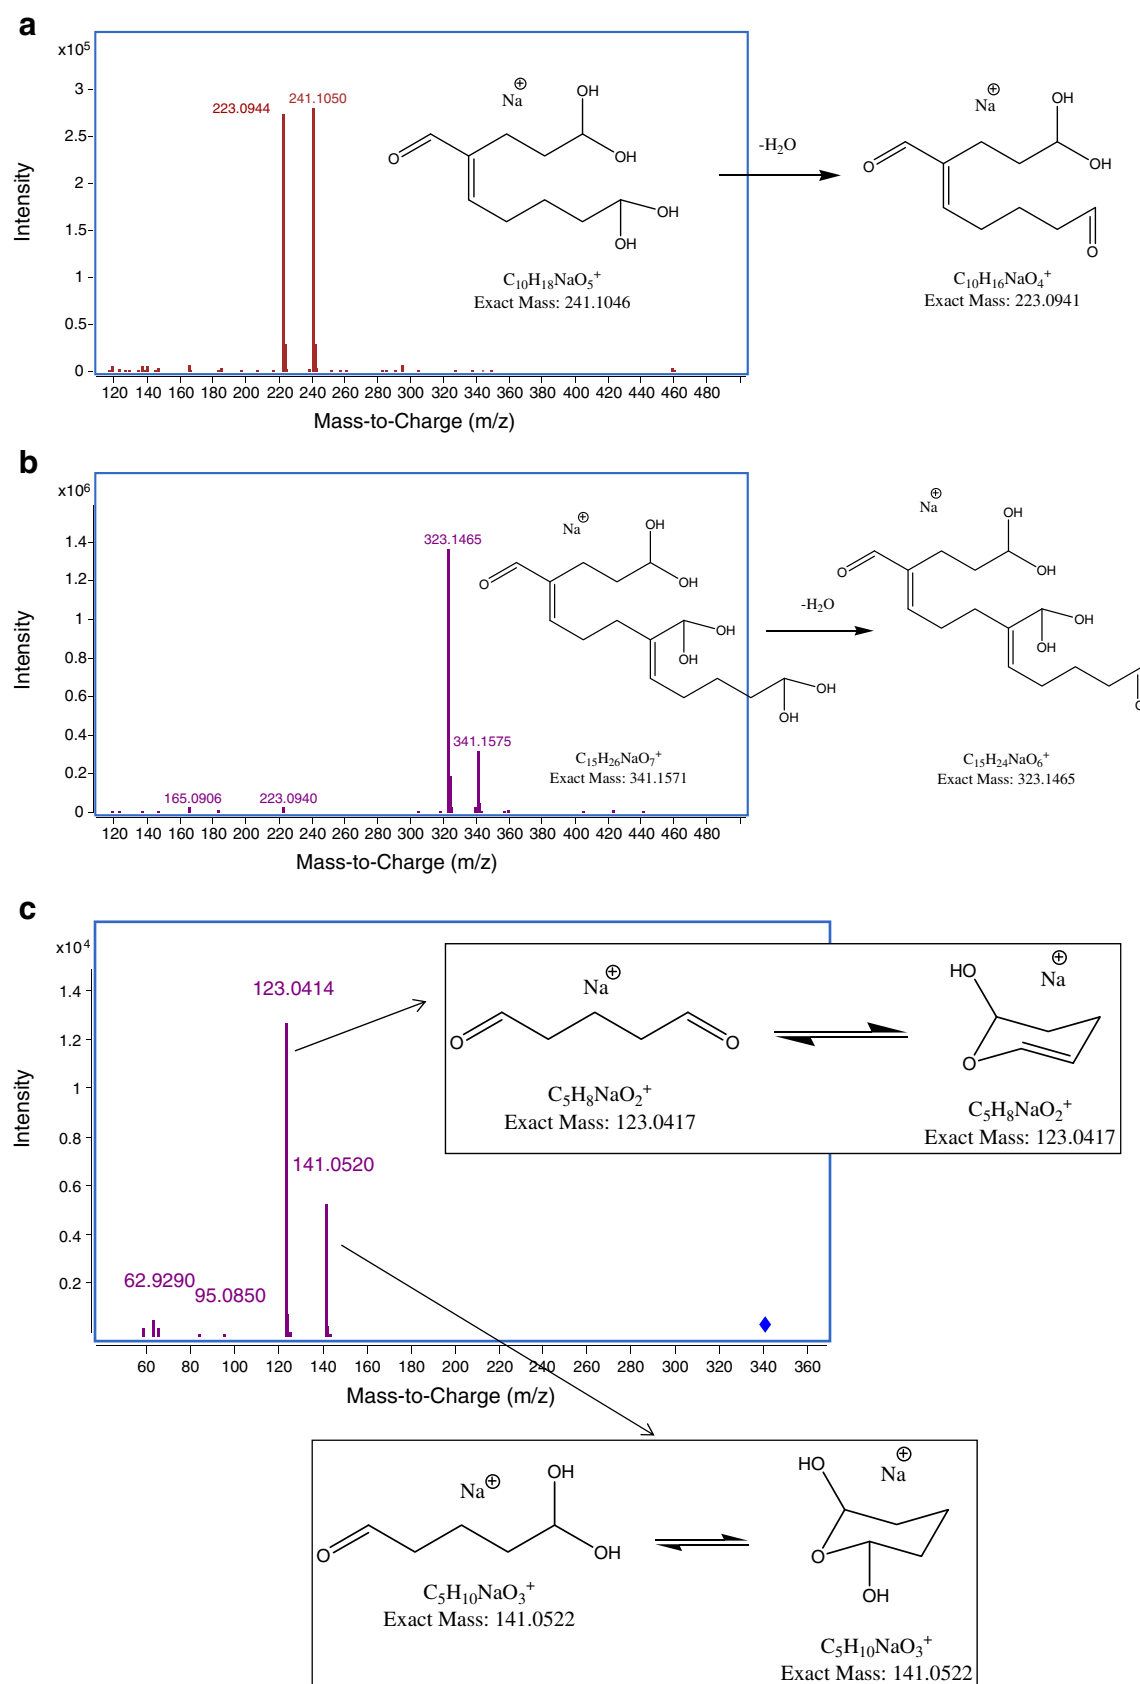 a
x10⁵
3
2.5
2
1.5
1
0.5
0
Intensity
223.0944
241.1050
Na⊕
OH
OH
O
OH
OH
C₁₀H₁₈NaO₅⁺
Exact Mass: 241.1046
-H₂O
Na⊕
OH
OH
O
O
C₁₀H₁₆NaO₄⁺
Exact Mass: 223.0941
120 140 160 180 200 220 240 260 280 300 320 340 360 380 400 420 440 460 480
Mass-to-Charge (m/z)
b
x10⁶
1.4
1.2
1
0.8
0.6
0.4
0.2
0
Intensity
165.0906
223.0940
323.1465
341.1575
Na⊕
OH
OH
O
OH
OH
OH
OH
C₁₅H₂₆NaO₇⁺
Exact Mass: 341.1571
-H₂O
Na⊕
OH
OH
O
OH
OH
C₁₅H₂₄NaO₆⁺
Exact Mass: 323.1465
120 140 160 180 200 220 240 260 280 300 320 340 360 380 400 420 440 460 480
Mass-to-Charge (m/z)
c
x10⁴
1.4
1.2
1
0.8
0.6
0.4
0.2
Intensity
123.0414
141.0520
62.9290
95.0850
Na⊕
O
O
C₅H₈NaO₂⁺
Exact Mass: 123.0417
HO
Na⊕
O
C₅H₈NaO₂⁺
Exact Mass: 123.0417
60 80 100 120 140 160 180 200 220 240 260 280 300 320 340 360
Mass-to-Charge (m/z)
Na⊕
OH
O
OH
C₅H₁₀NaO₃⁺
Exact Mass: 141.0522
HO
Na⊕
O
OH
C₅H₁₀NaO₃⁺
Exact Mass: 141.0522